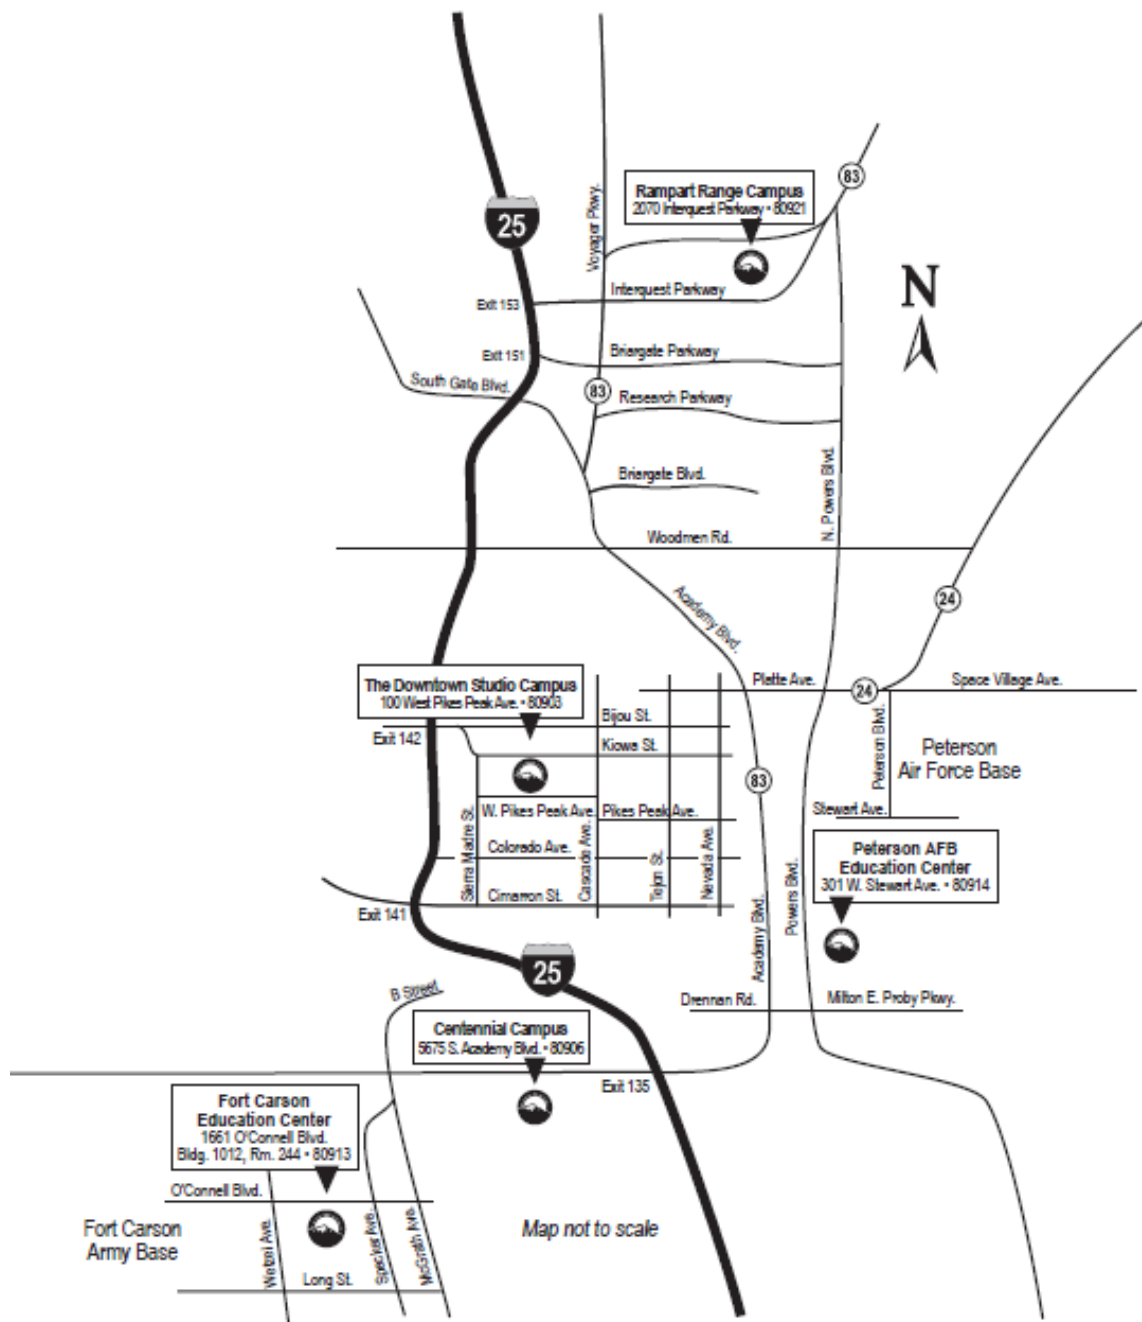 83
Rampart Range Campus
2070 Interquest Parkway • 80921
25
Voyager Pkwy.
N
Interquest Parkway
Exit 153
Briargate Parkway
Exit 151
South Gate Blvd.
83
Research Parkway
Briargate Blvd.
N. Powers Blvd.
Woodmen Rd.
24
Academy Blvd.
The Downtown Studio Campus
100 West Pikes Peak Ave. • 80903
Platte Ave.
24
Space Village Ave.
Bijou St.
Exit 142
Kiowa St.
Peterson Blvd.
Peterson
Air Force Base
83
W. Pikes Peak Ave.
Pikes Peak Ave.
Stewart Ave.
Sierra Madre St.
Colorado Ave.
Cascade Ave.
Tejon St.
Nevada Ave.
Peterson AFB
Education Center
301 W. Stewart Ave. • 80914
Cimarron St.
Exit 141
Powers Blvd.
Academy Blvd.
25
B Street
Drennan Rd.
Milton E. Proby Pkwy.
Centennial Campus
5675 S. Academy Blvd. • 80906
Exit 135
Fort Carson
Education Center
1661 O'Connell Blvd.
Bldg. 1012, Rm. 244 • 80913
O'Connell Blvd.
Fort Carson
Army Base
Wetzel Ave.
Specker Ave.
McGrath Ave.
Long St.
Map not to scale